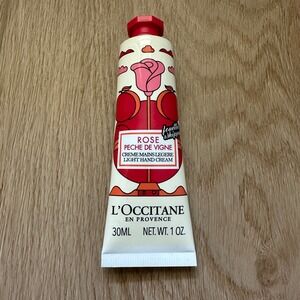 ROSE
PECHE DE VIGNE
CREME MAINS LEGERE
LIGHT HAND CREAM
L'OCCITANE
EN PROVENCE
30ML NET.WT. 1 OZ.